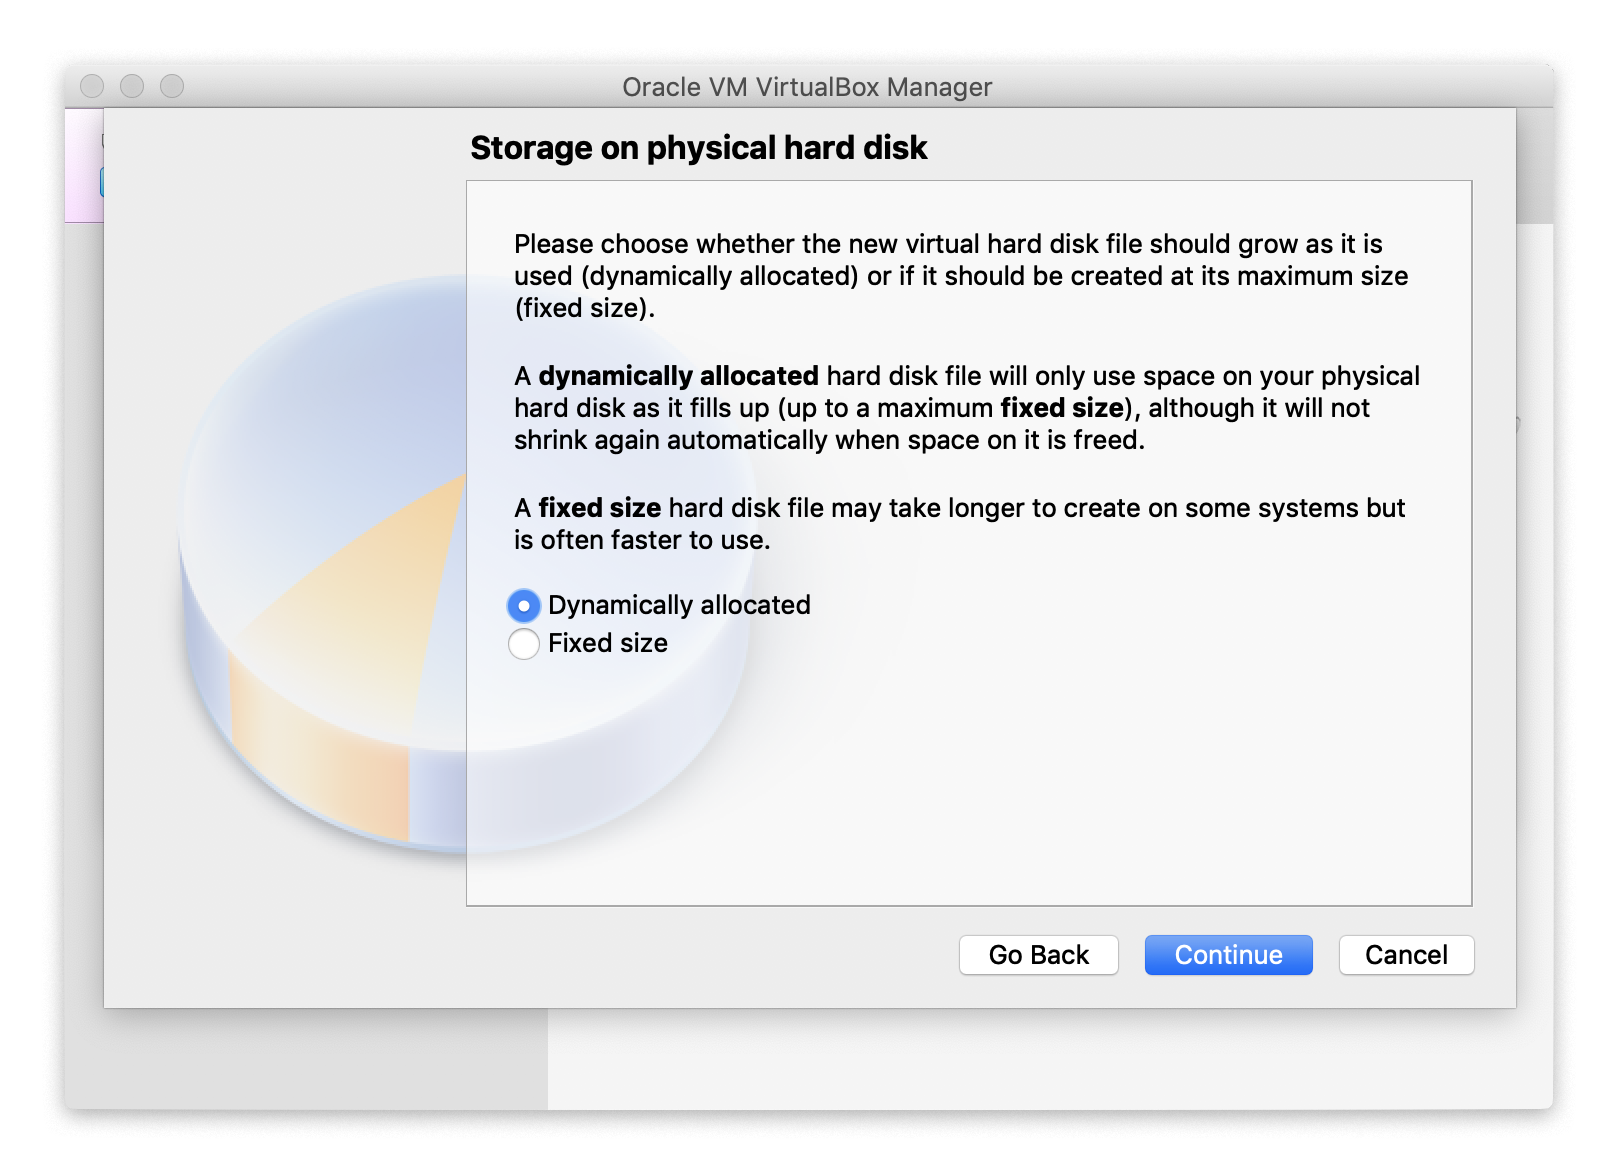 Oracle VM VirtualBox Manager
Storage on physical hard disk
Please choose whether the new virtual hard disk file should grow as it is
used (dynamically allocated) or if it should be created at its maximum size
(fixed size).
A dynamically allocated hard disk file will only use space on your physical
hard disk as it fills up (up to a maximum fixed size), although it will not
shrink again automatically when space on it is freed.
A fixed size hard disk file may take longer to create on some systems but
is often faster to use.
Dynamically allocated
Fixed size
Go Back
Continue
Cancel